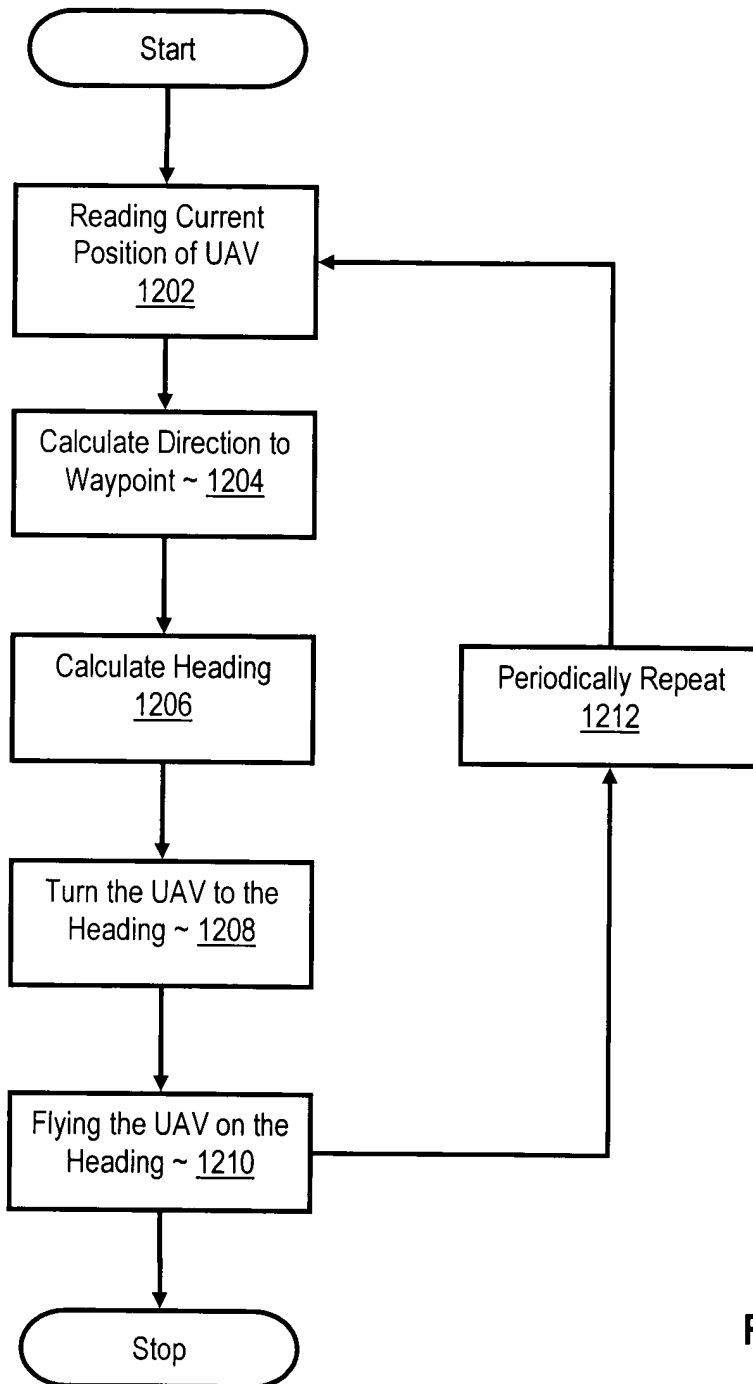 Start
Reading Current
Position of UAV
1202
Calculate Direction to
Waypoint ~ 1204
Calculate Heading
1206
Periodically Repeat
1212
Turn the UAV to the
Heading ~ 1208
Flying the UAV on the
Heading ~ 1210
Stop